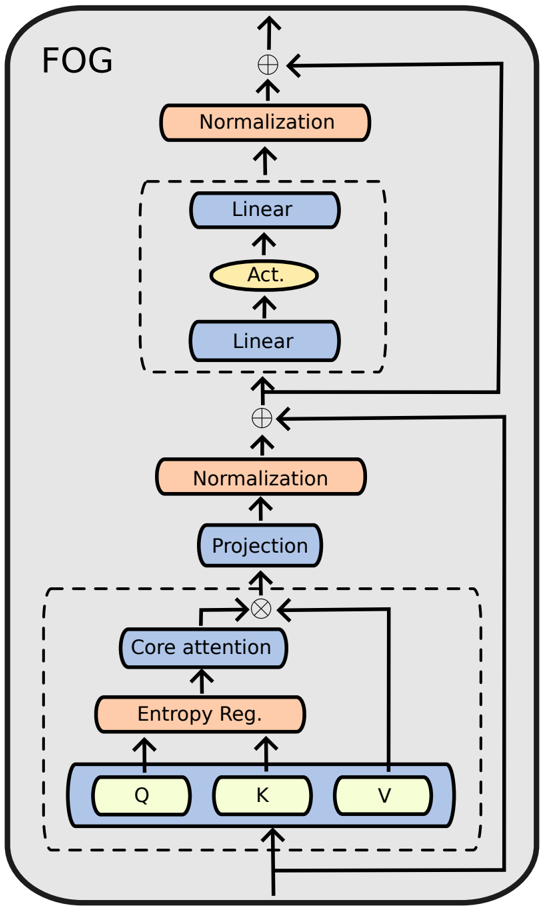 FOG
Normalization
Linear
Act.
Linear
Normalization
Projection
Core attention
Entropy Reg.
Q K V